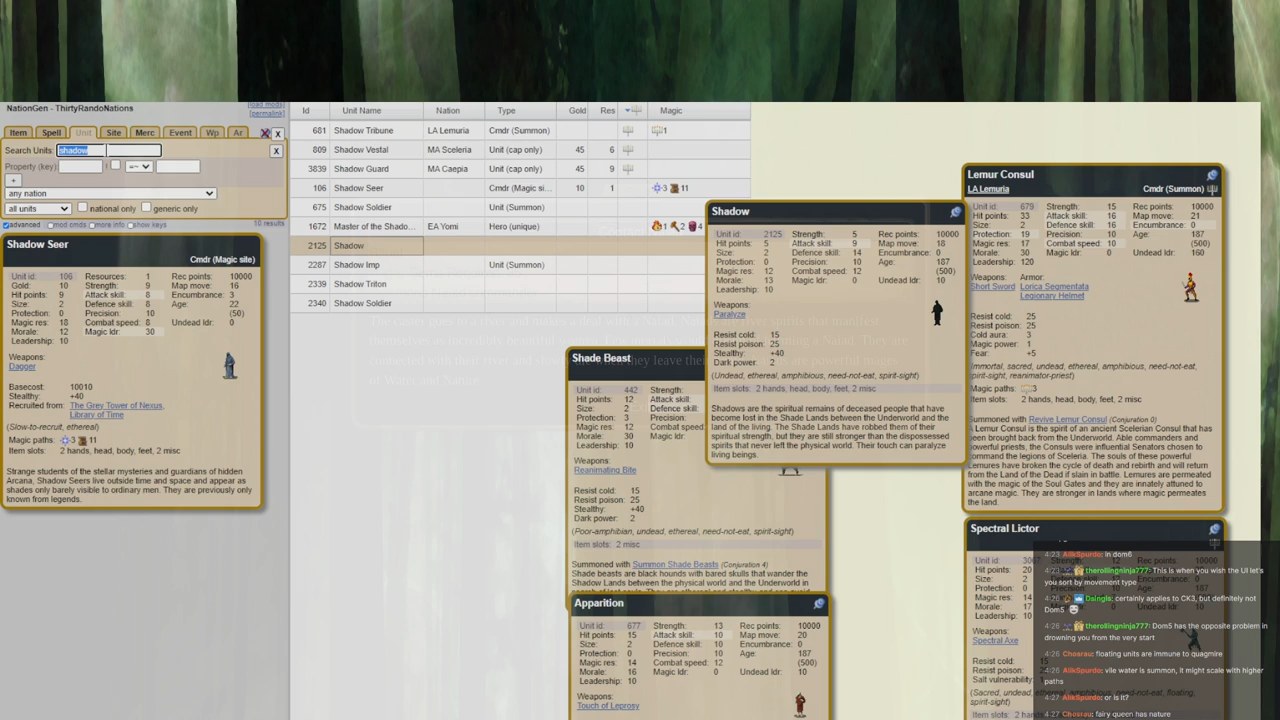 NationGen - ThirtyRandoNations
[load mods]
[permalink]
Item Spell Unit Site Merc Event Wp Ar X
Search Units: shadow X
Property (key)
+
any nation
all units national only generic only
advanced mod cmds more info show keys 10 results
Id Unit Name Nation Type Gold Res Magic
681 Shadow Tribune LA Lemuria Cmdr (Summon) 1
809 Shadow Vestal MA Sceleria Unit (cap only) 45 6
3839 Shadow Guard MA Caepia Unit (cap only) 45 9
106 Shadow Seer Cmdr (Magic si... 10 1 3 11
675 Shadow Soldier Unit (Summon)
1672 Master of the Shado... EA Yomi Hero (unique) 1 2 4
2125 Shadow
2287 Shadow Imp Unit (Summon)
2339 Shadow Triton
2340 Shadow Soldier
Shadow Seer
Cmdr (Magic site)
Unit id: 106 Resources: 1 Rec points: 10000
Gold: 10 Strength: 9 Map move: 16
Hit points: 9 Attack skill: 8 Encumbrance: 3
Size: 2 Defence skill: 8 Age: 22
Protection: 0 Precision: 10 (50)
Magic res: 18 Combat speed: 8 Undead ldr: 0
Morale: 12 Magic ldr: 30
Leadership: 10
Weapons:
Dagger
Basecost: 10010
Stealthy: +40
Recruited from: The Grey Tower of Nexus,
Library of Time
(Slow-to-recruit, ethereal)
Magic paths: 3 11
Item slots: 2 hands, head, body, feet, 2 misc
Strange students of the stellar mysteries and guardians of hidden
Arcana, Shadow Seers live outside time and space and appear as
shades only barely visible to ordinary men. They are previously only
known from legends.
Shade Beast
Unit id: 442 Strength:
Hit points: 12 Attack skill:
Size: 2 Defence skill:
Protection: 3 Precision:
Magic res: 12 Combat speed
Morale: 30 Magic ldr:
Leadership: 10
Weapons:
Reanimating Bite
Resist cold: 15
Resist poison: 25
Stealthy: +40
Dark power: 2
(Poor-amphibian, undead, ethereal, need-not-eat, spirit-sight)
Item slots: 2 misc
Summoned with Summon Shade Beasts (Conjuration 4)
Shade beasts are black hounds with bared skulls that wander the
Shadow Lands between the physical world and the Underworld in
Apparition
Unit id: 677 Strength: 13 Rec points: 10000
Hit points: 15 Attack skill: 10 Map move: 20
Size: 2 Defence skill: 10 Encumbrance: 0
Protection: 0 Precision: 10 Age: 187
Magic res: 14 Combat speed: 12 (500)
Morale: 16 Magic ldr: 0 Undead ldr: 10
Leadership: 10
Weapons:
Touch of Leprosy
Shadow
Unit id: 2125 Strength: 5 Rec points: 10000
Hit points: 5 Attack skill: 9 Map move: 18
Size: 2 Defence skill: 14 Encumbrance: 0
Protection: 0 Precision: 10 Age: 187
Magic res: 12 Combat speed: 12 (500)
Morale: 13 Magic ldr: 0 Undead ldr: 10
Leadership: 10
Weapons:
Paralyze
Resist cold: 15
Resist poison: 25
Stealthy: +40
Dark power: 2
(Undead, ethereal, amphibious, need-not-eat, spirit-sight)
Item slots: 2 hands, head, body, feet, 2 misc
Shadows are the spiritual remains of deceased people that have
become lost in the Shade Lands between the Underworld and the
land of the living. The Shade Lands have robbed them of their
spiritual strength, but they are still stronger than the dispossessed
spirits that never left the physical world. Their touch can paralyze
living beings.
Lemur Consul
LA Lemuria Cmdr (Summon)
Unit id: 679 Strength: 15 Rec points: 10000
Hit points: 33 Attack skill: 16 Map move: 21
Size: 2 Defence skill: 16 Encumbrance: 0
Protection: 19 Precision: 10 Age: 187
Magic res: 17 Combat speed: 10 (500)
Morale: 30 Magic ldr: 0 Undead ldr: 160
Leadership: 120
Weapons: Armor:
Short Sword Lorica Segmentata
Legionary Helmet
Resist cold: 25
Resist poison: 25
Cold aura: 3
Magic power: 1
Fear: +5
(Immortal, sacred, undead, ethereal, amphibious, need-not-eat,
spirit-sight, reanimator-priest)
Magic paths: 3
Item slots: 2 hands, head, body, feet, 2 misc
Summoned with Revive Lemur Consul (Conjuration 0)
A Lemur Consul is the spirit of an ancient Scelerian Consul that has
been brought back from the Underworld. Able commanders and
powerful priests, the Consuls were influential Senators chosen to
command the legions of Sceleria. The souls of these powerful
Lemures have broken the cycle of death and rebirth and will return
from the Land of the Dead if slain in battle. Lemures are permeated
with the magic of the Soul Gates and they are innately attuned to
arcane magic. They are stronger in lands where magic permeates
the land.
Spectral Lictor
Unit id:
Hit points: 20
Size: 2
Protection: 0
Magic res: 14
Morale: 17
Leadership: 10
Weapons:
Spectral Axe
Resist cold:
Resist poison:
Salt vulnerability:
(Sacred, undead, ethereal, amphibious, floating,
spirit-sight)
Item slots: 2 hands
4:23 AlikSpurdo: In dom6
therollingninja777: This is when you wish the UI let's
you sort by movement type
4:26 Dsingis: certainly applies to CK3, but definitely not
Dom5
4:26 therollingninja777: Dom5 has the opposite problem in
drowning you from the very start
4:26 Chosrau: floating units are immune to quagmire
4:26 AlikSpurdo: vile water is summon, it might scale with higher
paths
4:27 AlikSpurdo: or is it?
4:27 Chosrau: fairy queen has nature